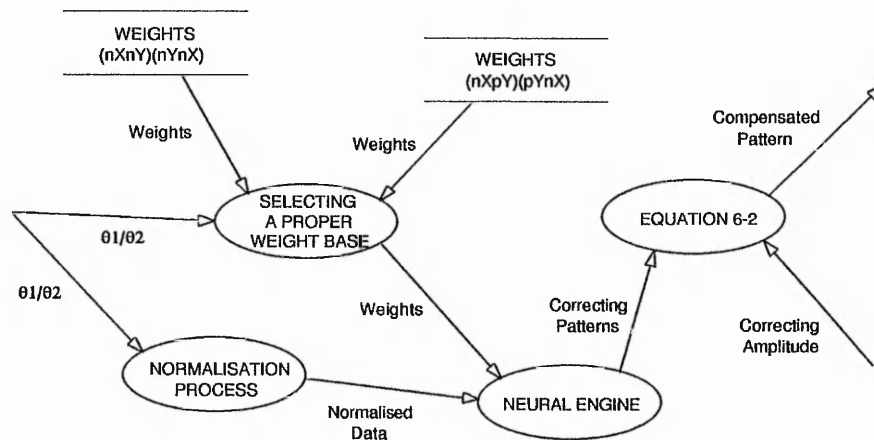 WEIGHTS
(nXnY)(nYnX)
WEIGHTS
(nXpY)(pYnX)
Weights
Weights
Compensated
Pattern
SELECTING
A PROPER
WEIGHT BASE
EQUATION 6-2
θ1/θ2
θ1/θ2
Weights
Correcting
Patterns
Correcting
Amplitude
NORMALISATION
PROCESS
Normalised
Data
NEURAL ENGINE